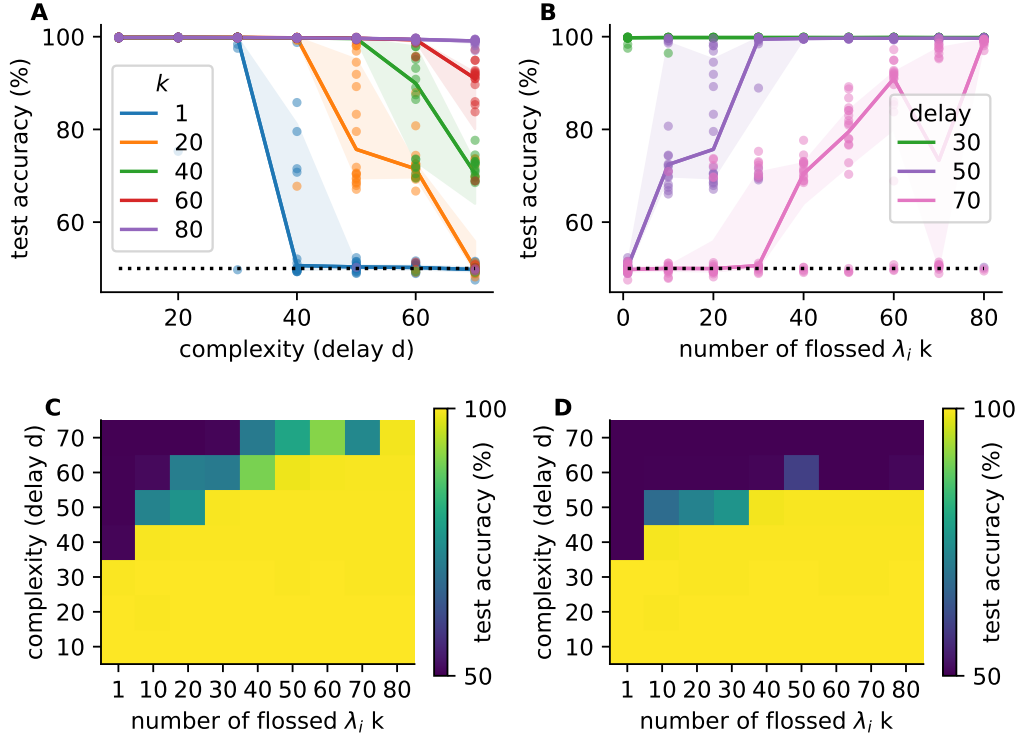 A
test accuracy (%)
100
80
60
k
1
20
40
60
80
20
40
60
complexity (delay d)
B
test accuracy (%)
100
80
60
delay
30
50
70
0
20
40
60
80
number of flossed λi k
C
complexity (delay d)
70
60
50
40
30
20
10
1 10 20 30 40 50 60 70 80
number of flossed λi k
100
50
test accuracy (%)
D
complexity (delay d)
70
60
50
40
30
20
10
1 10 20 30 40 50 60 70 80
number of flossed λi k
100
50
test accuracy (%)